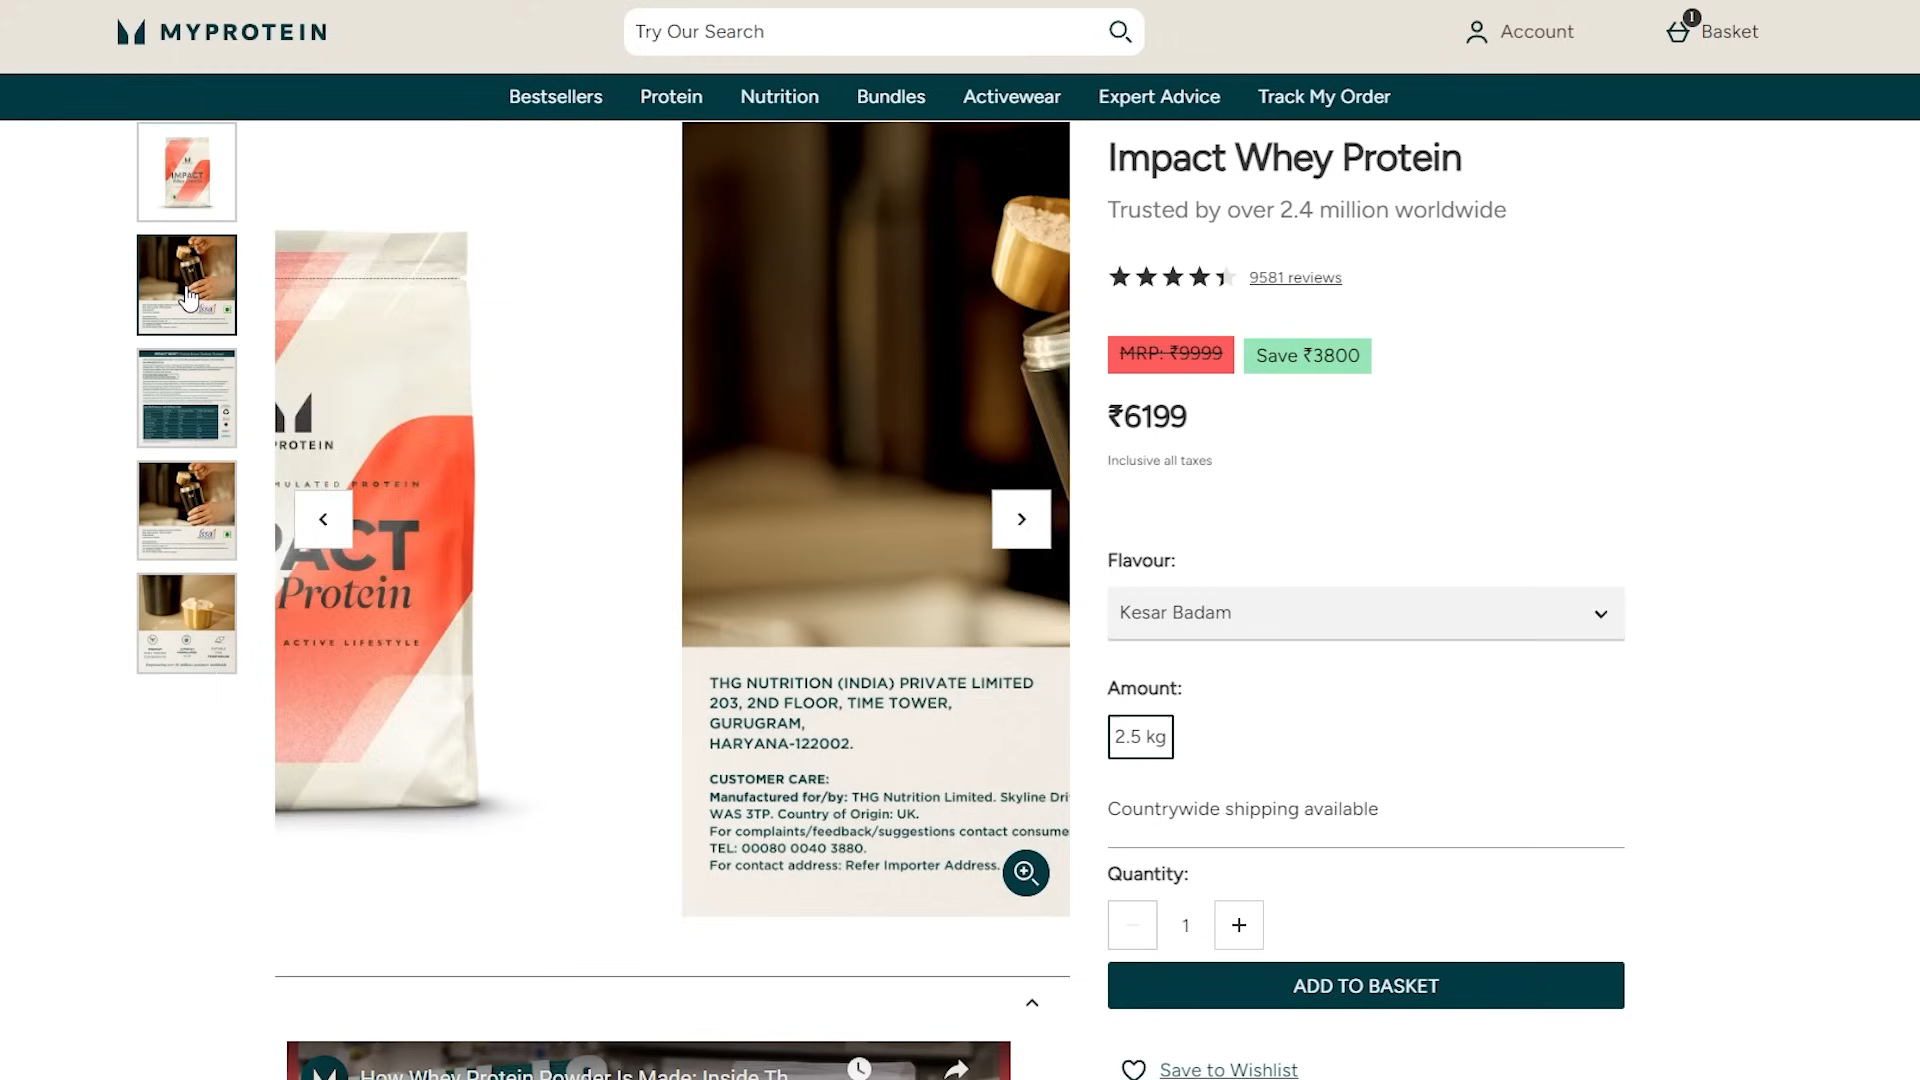 MYPROTEIN
Try Our Search
Account
1
Basket
Bestsellers
Protein
Nutrition
Bundles
Activewear
Expert Advice
Track My Order
IMPACT
PROTEIN
MULATED PROTEIN
ACT
Protein
ACTIVE LIFESTYLE
THG NUTRITION (INDIA) PRIVATE LIMITED
203, 2ND FLOOR, TIME TOWER,
GURUGRAM,
HARYANA-122002.
CUSTOMER CARE:
Manufactured for/by: THG Nutrition Limited. Skyline Dri
WAS 3TP. Country of Origin: UK.
For complaints/feedback/suggestions contact consume
TEL: 00080 0040 3880.
For contact address: Refer Importer Address.
Impact Whey Protein
Trusted by over 2.4 million worldwide
9581 reviews
MRP: ₹9999
Save ₹3800
₹6199
Inclusive all taxes
Flavour:
Kesar Badam
Amount:
2.5 kg
Countrywide shipping available
Quantity:
1
ADD TO BASKET
Save to Wishlist
How Whey Protein Powder Is Made: Inside Th